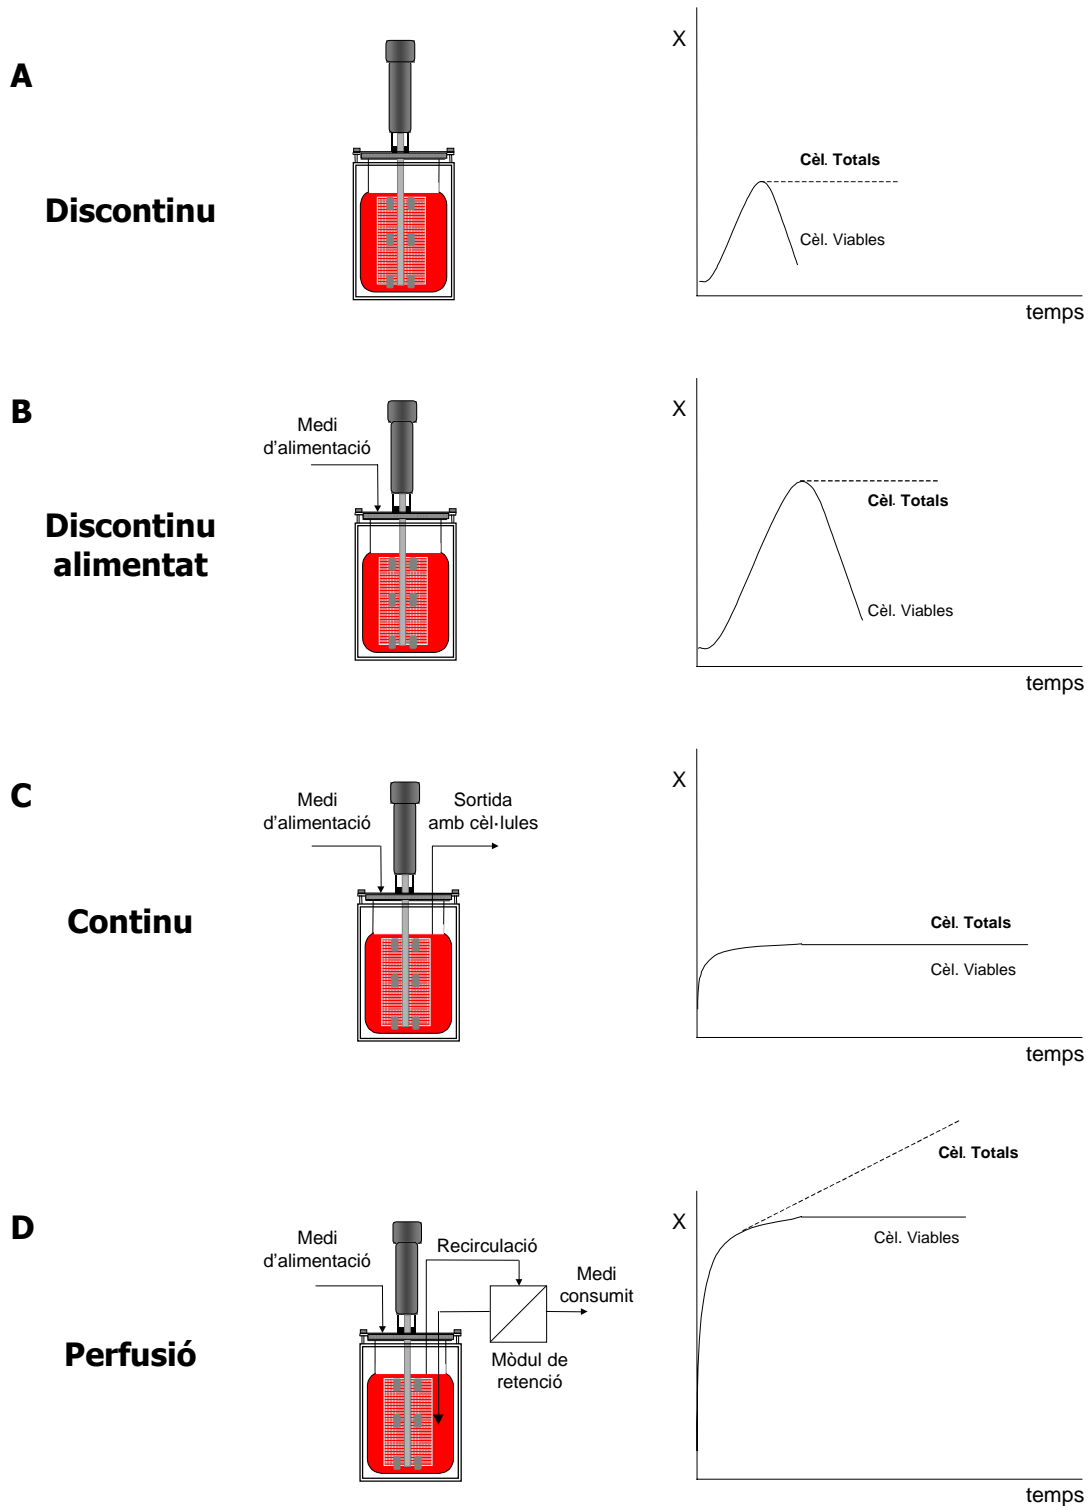 A
Discontinu
X
Cèl. Totals
Cèl. Viables
temps
B
Medi
d'alimentació
Discontinu
alimentat
X
Cèl. Totals
Cèl. Viables
temps
C
Medi
d'alimentació
Sortida
amb cèl·lules
Continu
X
Cèl. Totals
Cèl. Viables
temps
D
Medi
d'alimentació
Recirculació
Medi
consumit
Mòdul de
retenció
Perfusió
X
Cèl. Totals
Cèl. Viables
temps